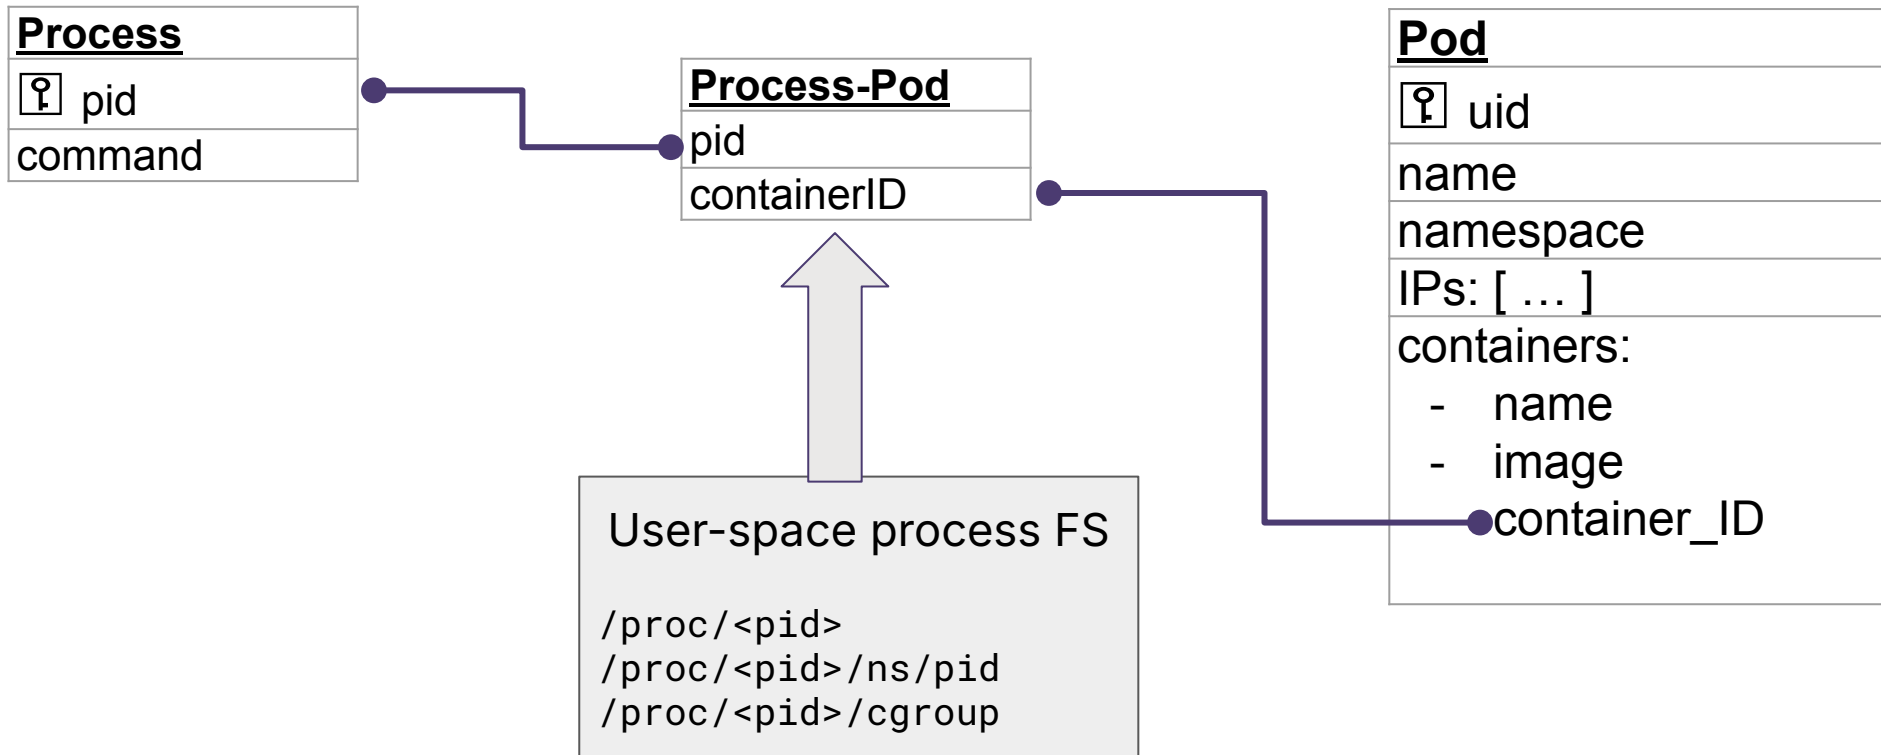 Process
pid
command
Process-Pod
pid
containerID
Pod
uid
name
namespace
IPs: [ … ]
containers:
- name
- image
container_ID
User-space process FS
/proc/<pid>
/proc/<pid>/ns/pid
/proc/<pid>/cgroup